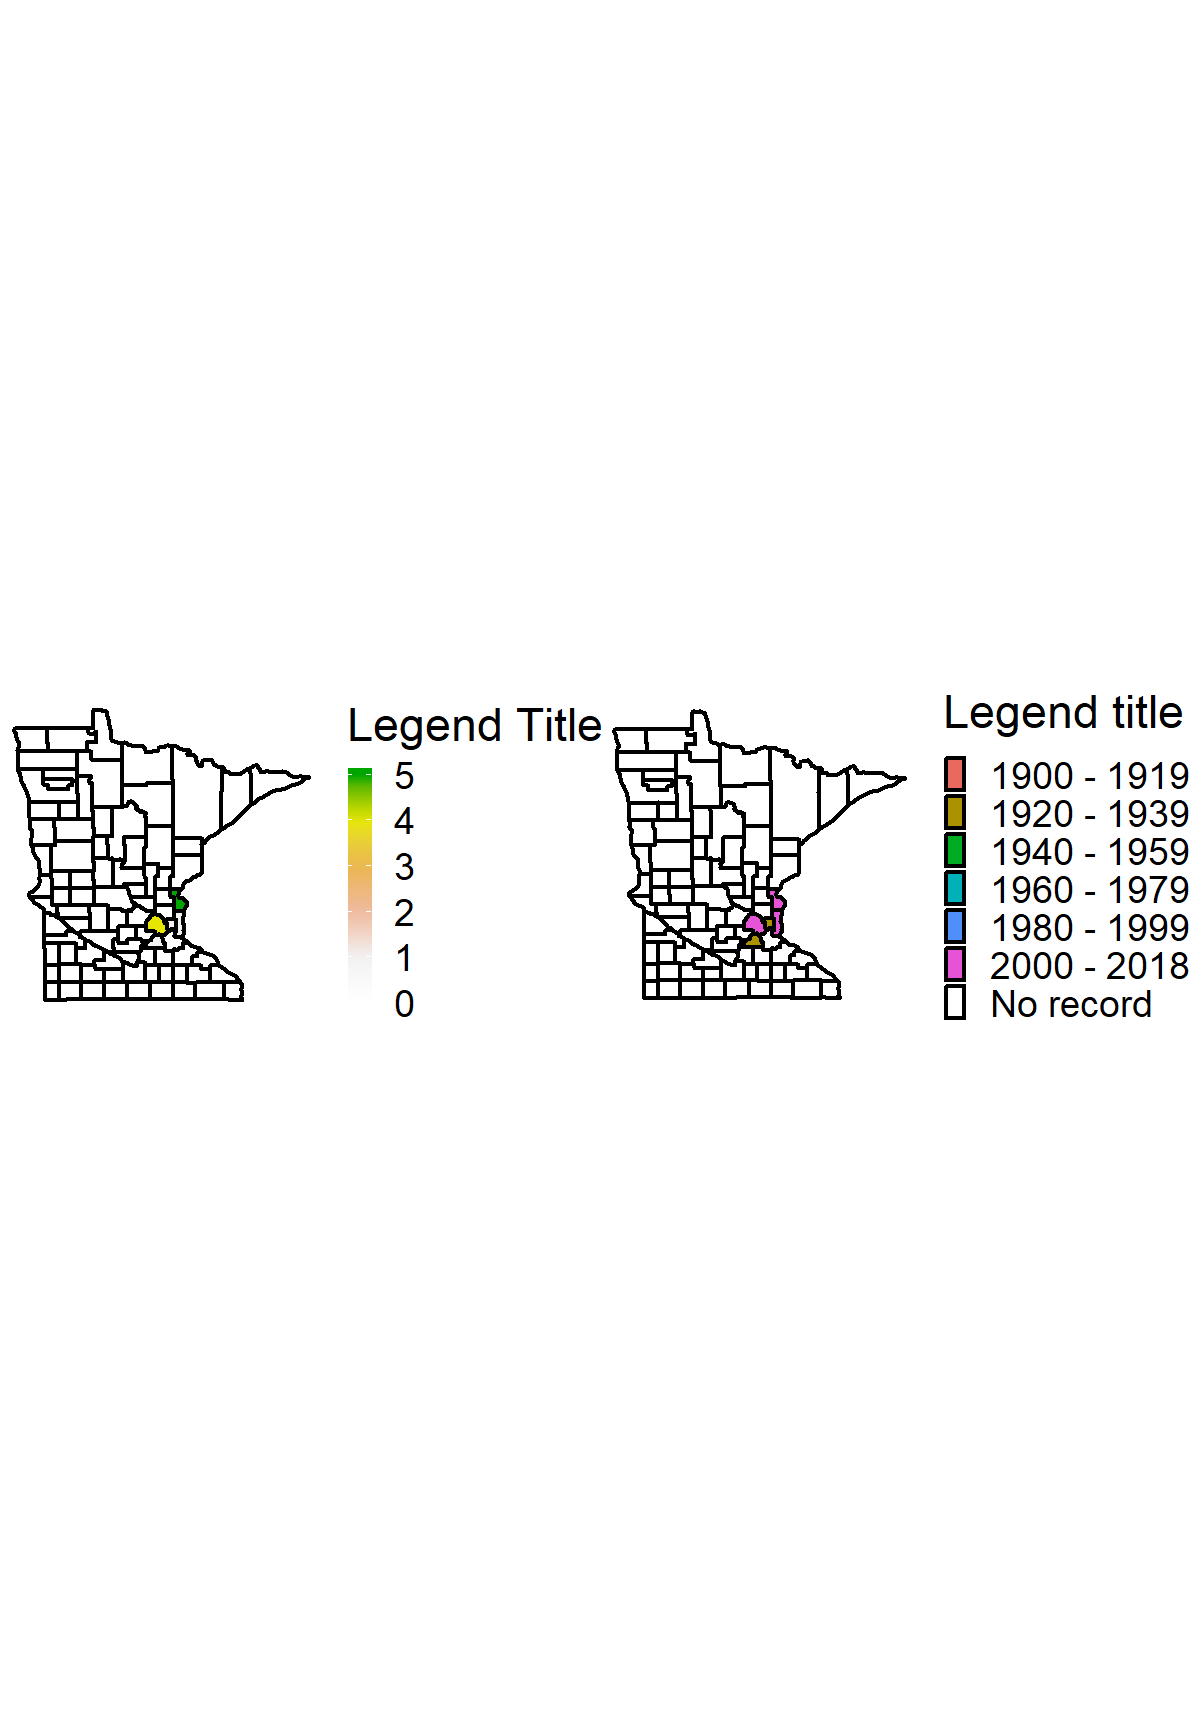 Legend Title
5
4
3
2
1
0
Legend title
1900 - 1919
1920 - 1939
1940 - 1959
1960 - 1979
1980 - 1999
2000 - 2018
No record